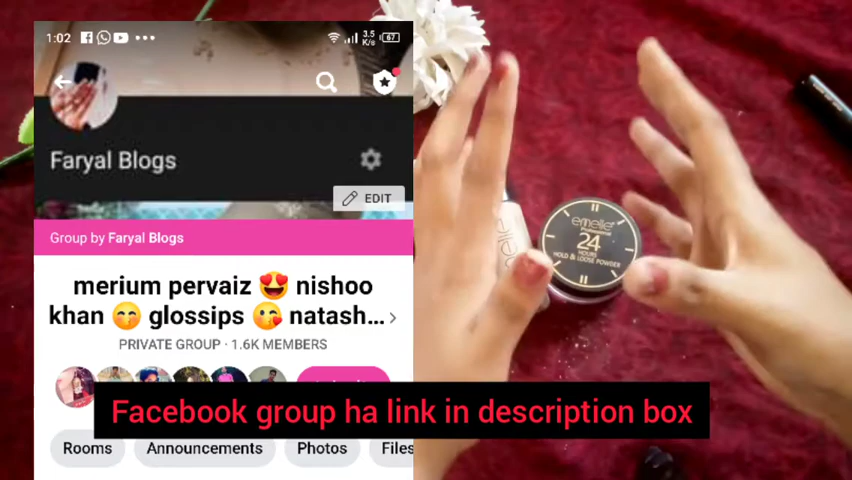 1:02
3.5
K/s
67
Faryal Blogs
EDIT
Group by Faryal Blogs
merium pervaiz 😍 nishoo
khan 😁 glossips 😘 natash...
PRIVATE GROUP · 1.6K MEMBERS
Facebook group ha link in description box
Rooms
Announcements
Photos
Files
emelie
Professional
24
HOURS
HOLD & LOOSE POWDER